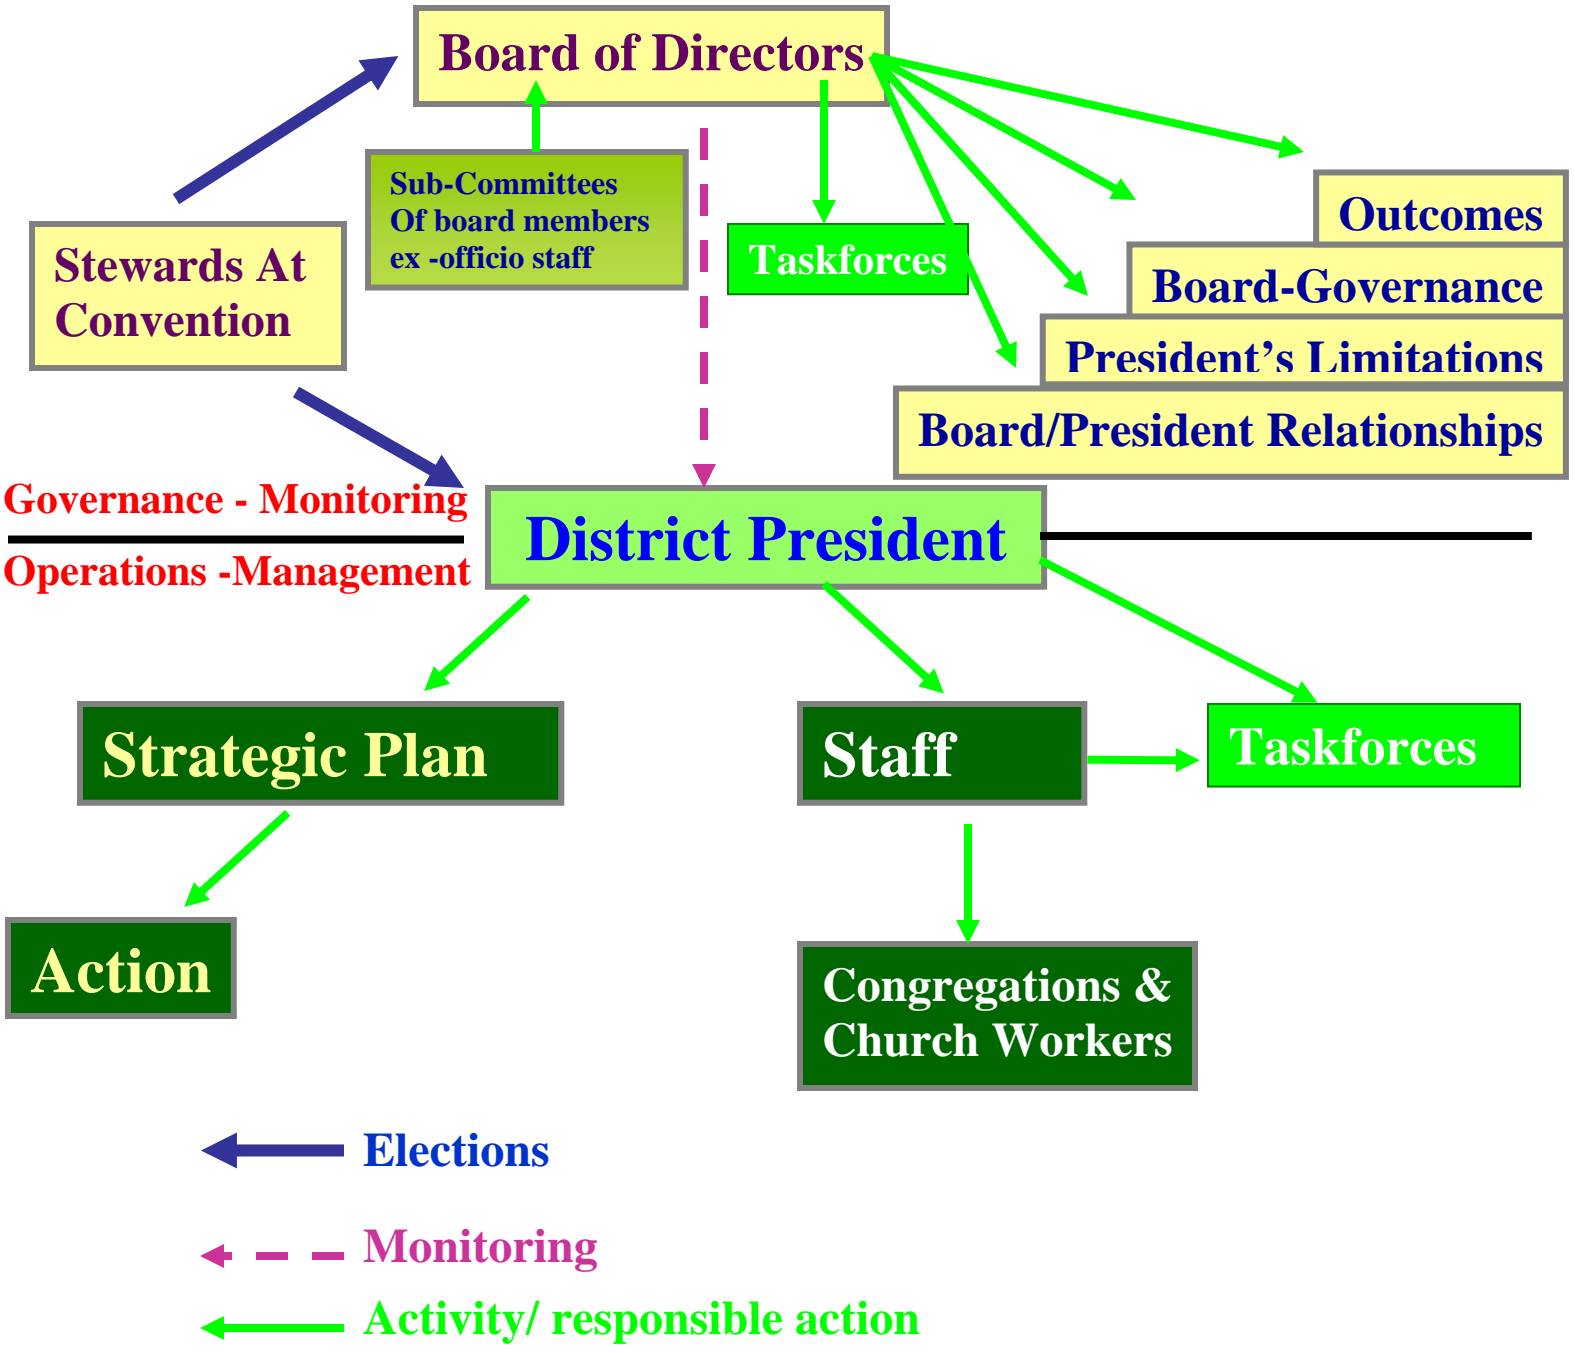 Board of Directors
Sub-Committees
Of board members
ex -officio staff
Taskforces
Stewards At
Convention
Outcomes
Board-Governance
President’s Limitations
Board/President Relationships
Governance - Monitoring
Operations -Management
District President
Strategic Plan
Staff
Taskforces
Action
Congregations &
Church Workers
Elections
Monitoring
Activity/ responsible action